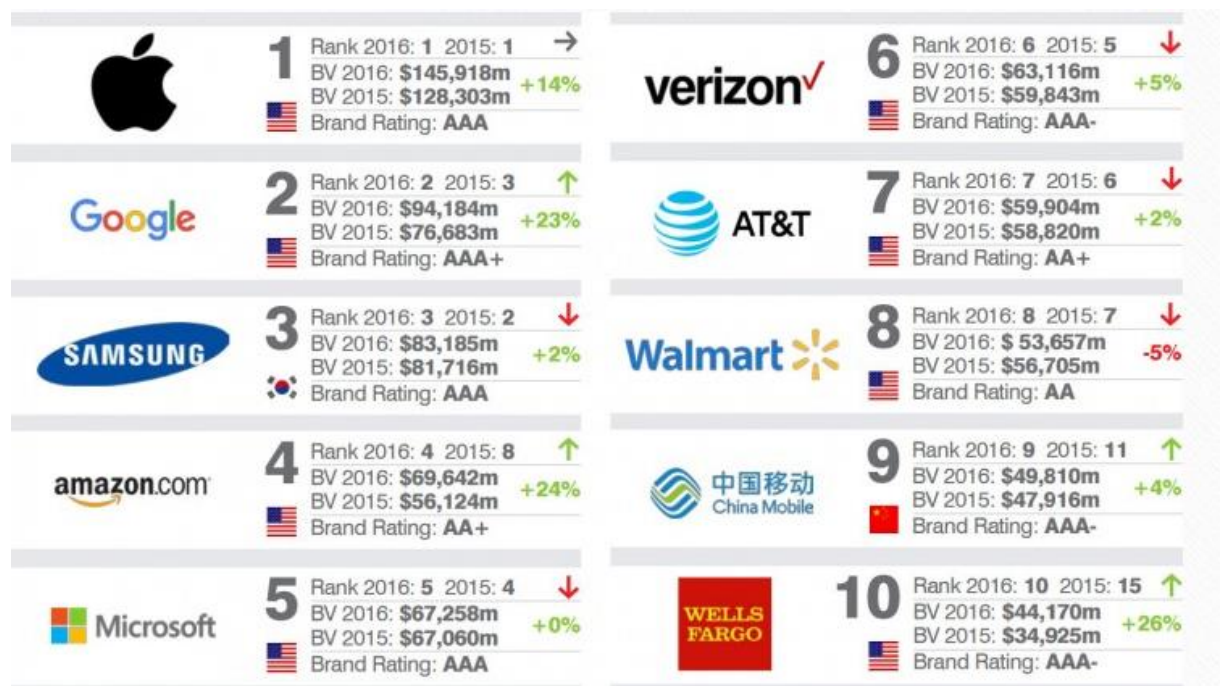 1
Rank 2016: 1 2015: 1 →
BV 2016: $145,918m
BV 2015: $128,303m
+14%
Brand Rating: AAA
Google
2
Rank 2016: 2 2015: 3 ↑
BV 2016: $94,184m
BV 2015: $76,683m
+23%
Brand Rating: AAA+
SAMSUNG
3
Rank 2016: 3 2015: 2 ↓
BV 2016: $83,185m
BV 2015: $81,716m
+2%
Brand Rating: AAA
amazon.com
4
Rank 2016: 4 2015: 8 ↑
BV 2016: $69,642m
BV 2015: $56,124m
+24%
Brand Rating: AA+
Microsoft
5
Rank 2016: 5 2015: 4 ↓
BV 2016: $67,258m
BV 2015: $67,060m
+0%
Brand Rating: AAA
verizon
6
Rank 2016: 6 2015: 5 ↓
BV 2016: $63,116m
BV 2015: $59,843m
+5%
Brand Rating: AAA-
AT&T
7
Rank 2016: 7 2015: 6 ↓
BV 2016: $59,904m
BV 2015: $58,820m
+2%
Brand Rating: AA+
Walmart
8
Rank 2016: 8 2015: 7 ↓
BV 2016: $ 53,657m
BV 2015: $56,705m
-5%
Brand Rating: AA
中国移动
China Mobile
9
Rank 2016: 9 2015: 11 ↑
BV 2016: $49,810m
BV 2015: $47,916m
+4%
Brand Rating: AAA-
WELLS
FARGO
10
Rank 2016: 10 2015: 15 ↑
BV 2016: $44,170m
BV 2015: $34,925m
+26%
Brand Rating: AAA-